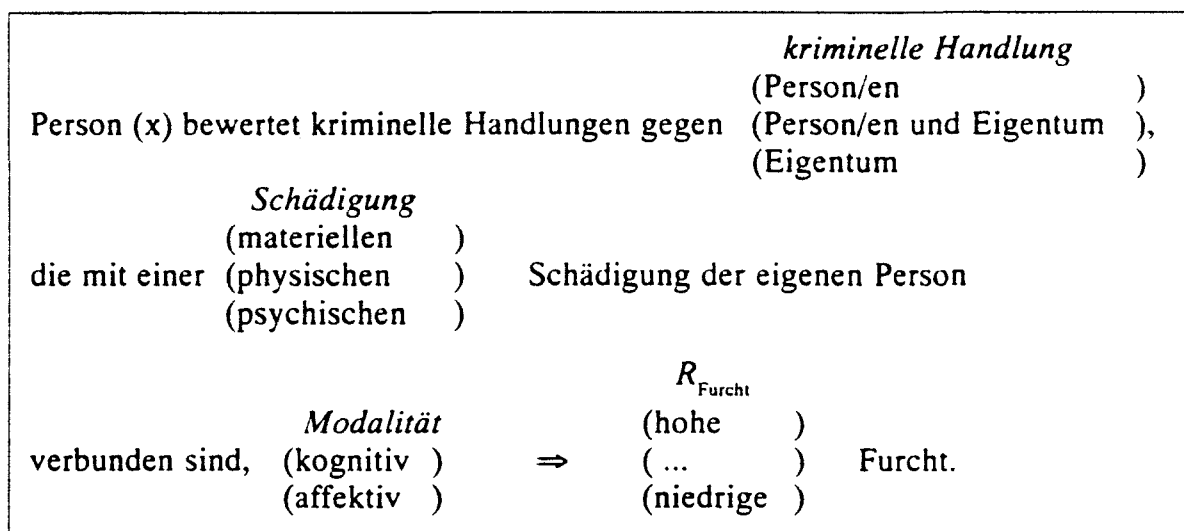 kriminelle Handlung
(Person/en )
Person (x) bewertet kriminelle Handlungen gegen (Person/en und Eigentum ),
(Eigentum )
Schädigung
(materiellen )
die mit einer (physischen ) Schädigung der eigenen Person
(psychischen )
R Furcht
Modalität (hohe )
verbunden sind, (kognitiv ) ⇒ ( ... ) Furcht.
(affektiv ) (niedrige )